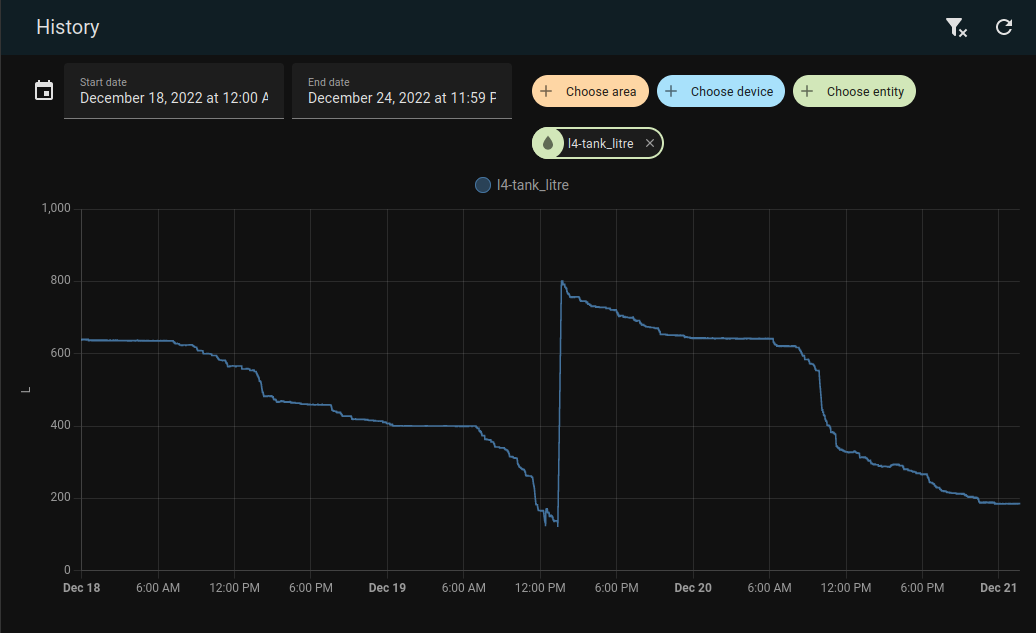 History
Start date
December 18, 2022 at 12:00 A
End date
December 24, 2022 at 11:59 P
Choose area
Choose device
Choose entity
l4-tank_litre
l4-tank_litre
1,000
800
600
400
200
0
L
Dec 18
6:00 AM
12:00 PM
6:00 PM
Dec 19
6:00 AM
12:00 PM
6:00 PM
Dec 20
6:00 AM
12:00 PM
6:00 PM
Dec 21